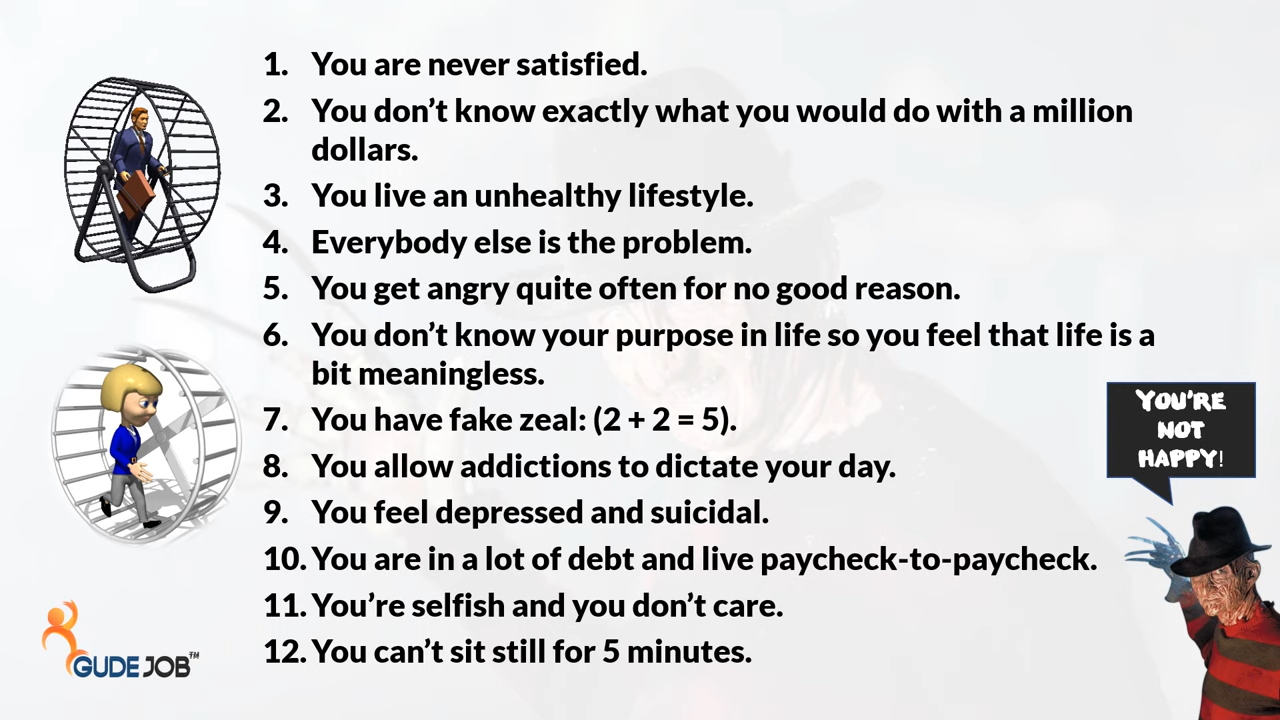 1. You are never satisfied.
2. You don’t know exactly what you would do with a million
dollars.
3. You live an unhealthy lifestyle.
4. Everybody else is the problem.
5. You get angry quite often for no good reason.
6. You don’t know your purpose in life so you feel that life is a
bit meaningless.
7. You have fake zeal: (2 + 2 = 5).
8. You allow addictions to dictate your day.
9. You feel depressed and suicidal.
10. You are in a lot of debt and live paycheck-to-paycheck.
11. You’re selfish and you don’t care.
12. You can’t sit still for 5 minutes.
YOU’RE
NOT
HAPPY!
GUDEJOB™